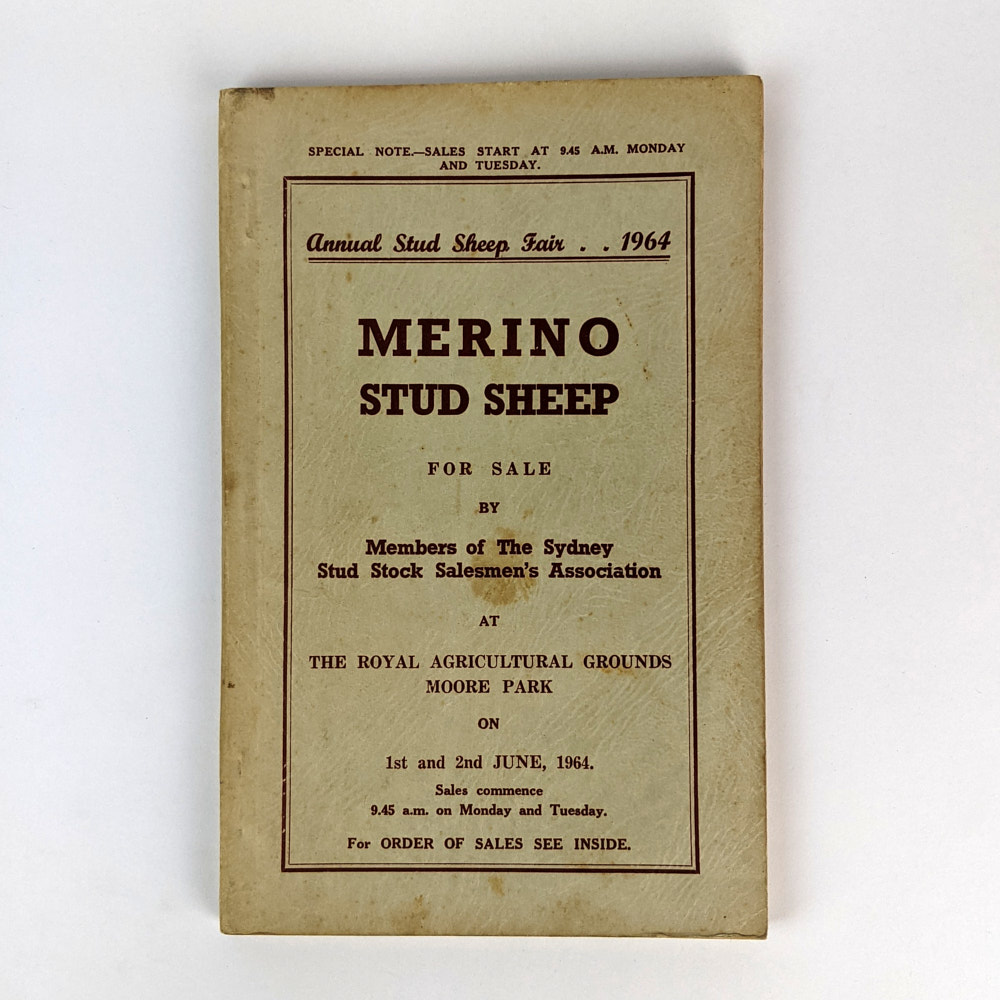 SPECIAL NOTE.—SALES START AT 9.45 A.M. MONDAY
AND TUESDAY.
Annual Stud Sheep Fair . . 1964
MERINO
STUD SHEEP
FOR SALE
BY
Members of The Sydney
Stud Stock Salesmen's Association
AT
THE ROYAL AGRICULTURAL GROUNDS
MOORE PARK
ON
1st and 2nd JUNE, 1964.
Sales commence
9.45 a.m. on Monday and Tuesday.
For ORDER OF SALES SEE INSIDE.